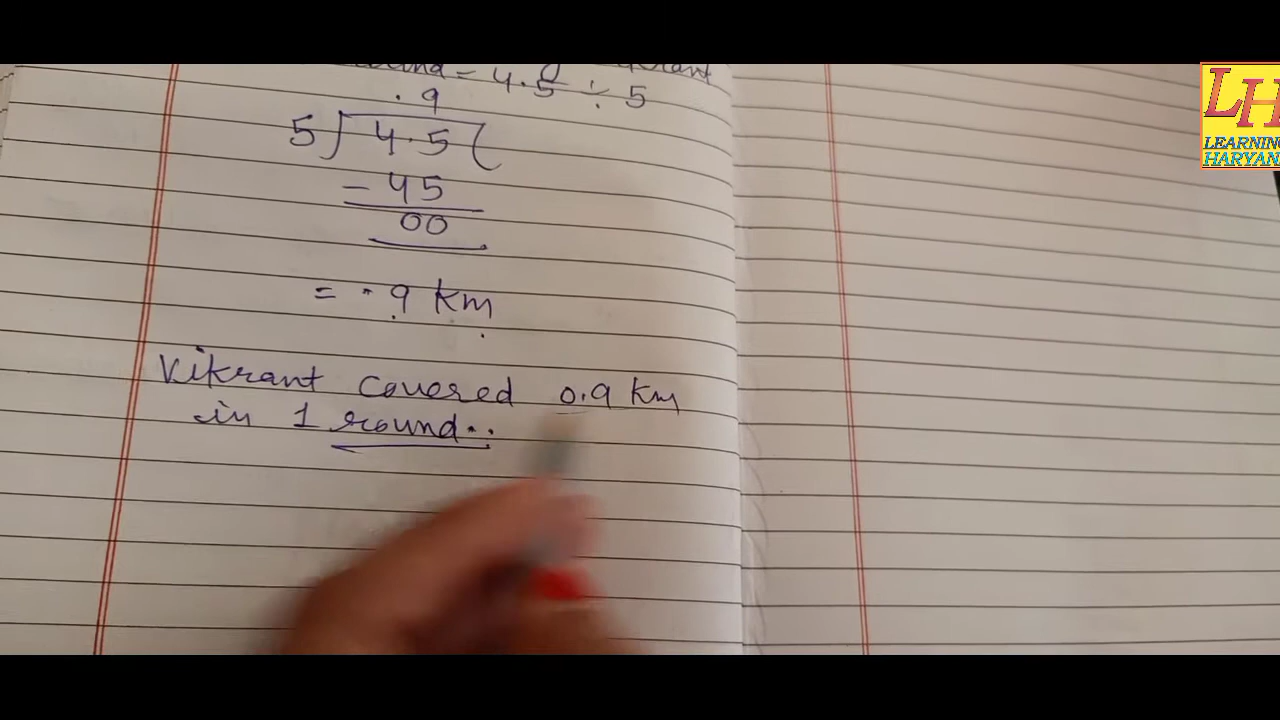 = 4.5 ÷ 5
.9
5 ) 4.5 (
- 45
00
= .9 km
Vikrant covered 0.9 km
in 1 round..
LH
LEARNING
HARYAN